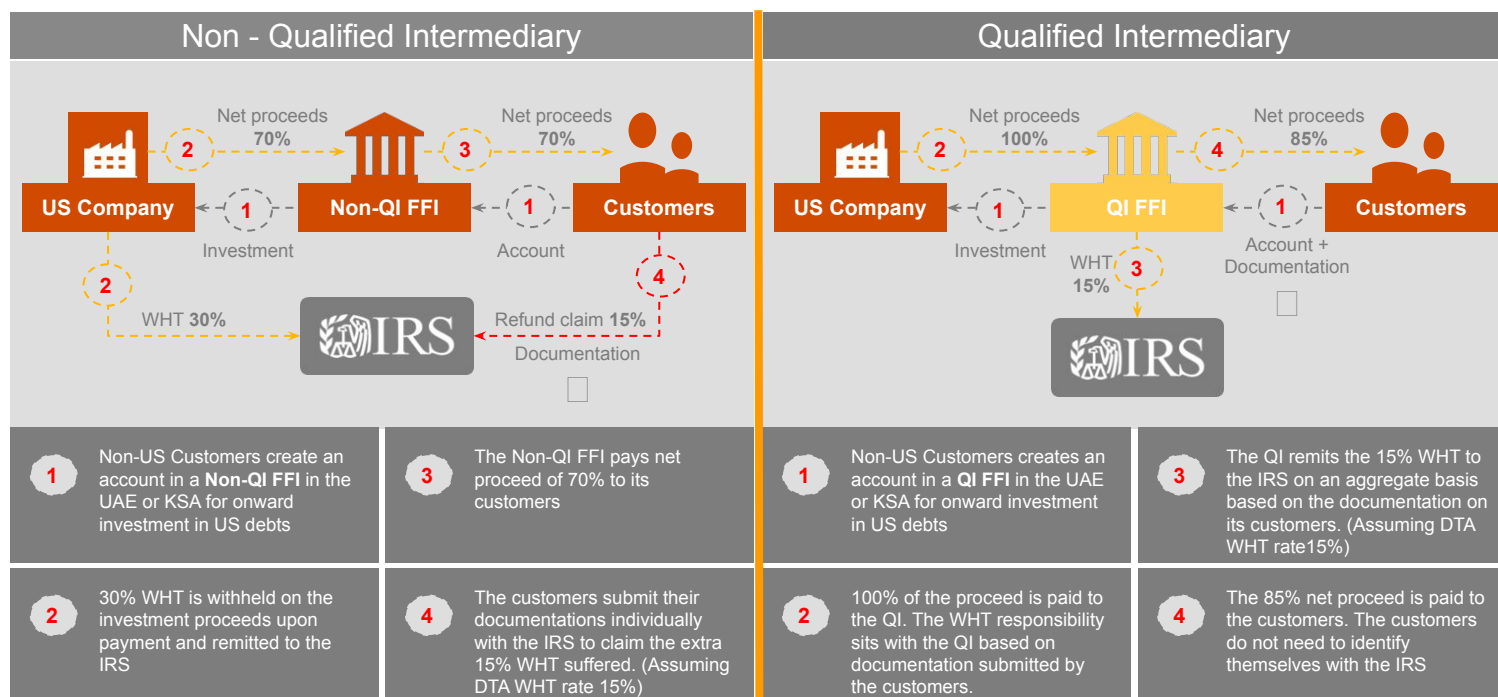 Non - Qualified Intermediary
Net proceeds
70%
Net proceeds
70%
2
3
US Company
1
Non-QI FFI
1
Customers
Investment
Account
2
4
WHT 30%
IRS
Refund claim 15%
Documentation
1
Non-US Customers create an
account in a Non-QI FFI in the
UAE or KSA for onward
investment in US debts
3
The Non-QI FFI pays net
proceed of 70% to its
customers
2
30% WHT is withheld on the
investment proceeds upon
payment and remitted to the
IRS
4
The customers submit their
documentations individually
with the IRS to claim the extra
15% WHT suffered. (Assuming
DTA WHT rate 15%)
Qualified Intermediary
Net proceeds
100%
Net proceeds
85%
2
4
US Company
1
QI FFI
1
Customers
Investment
Account +
Documentation
WHT
15%
3
IRS
1
Non-US Customers creates an
account in a QI FFI in the UAE
or KSA for onward investment
in US debts
3
The QI remits the 15% WHT to
the IRS on an aggregate basis
based on the documentation on
its customers. (Assuming DTA
WHT rate15%)
2
100% of the proceed is paid to
the QI. The WHT responsibility
sits with the QI based on
documentation submitted by
the customers.
4
The 85% net proceed is paid to
the customers. The customers
do not need to identify
themselves with the IRS